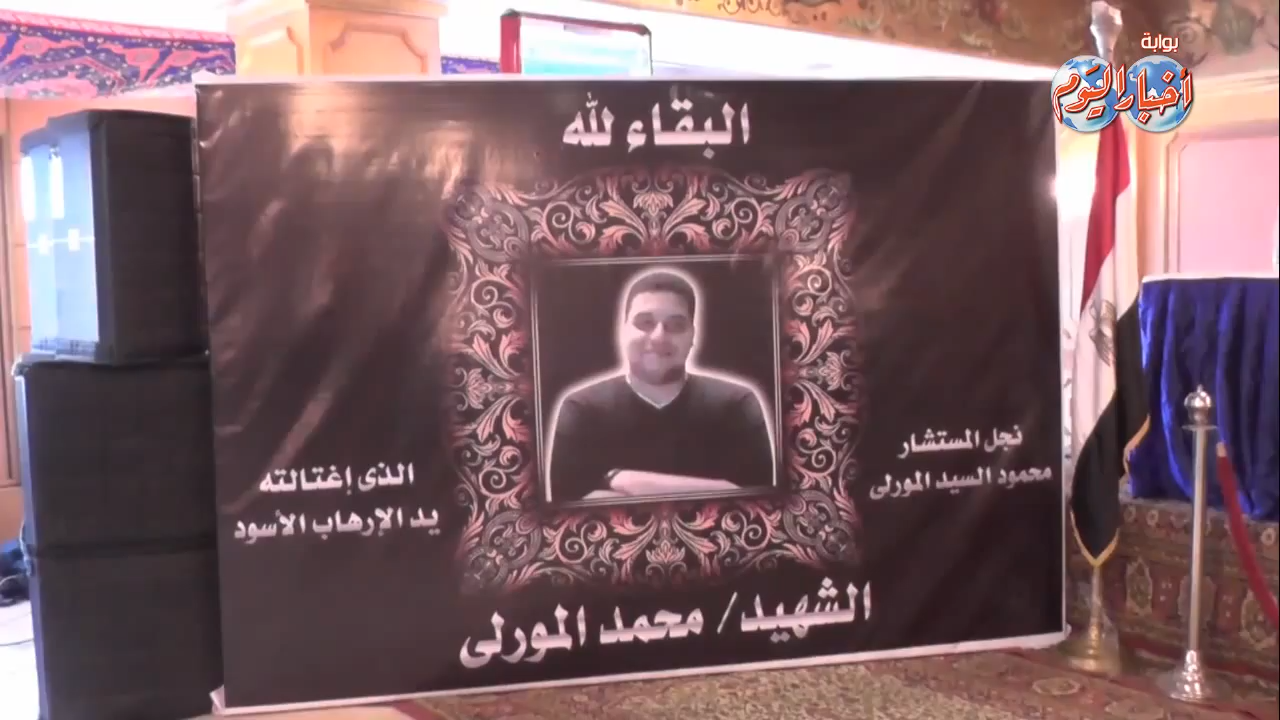 بوابة
أخبار اليوم
البقاء لله
نجل المستشار
محمود السيد المورلى
الذى إغتالته
يد الإرهاب الأسود
الشهيد/ محمد المورلى